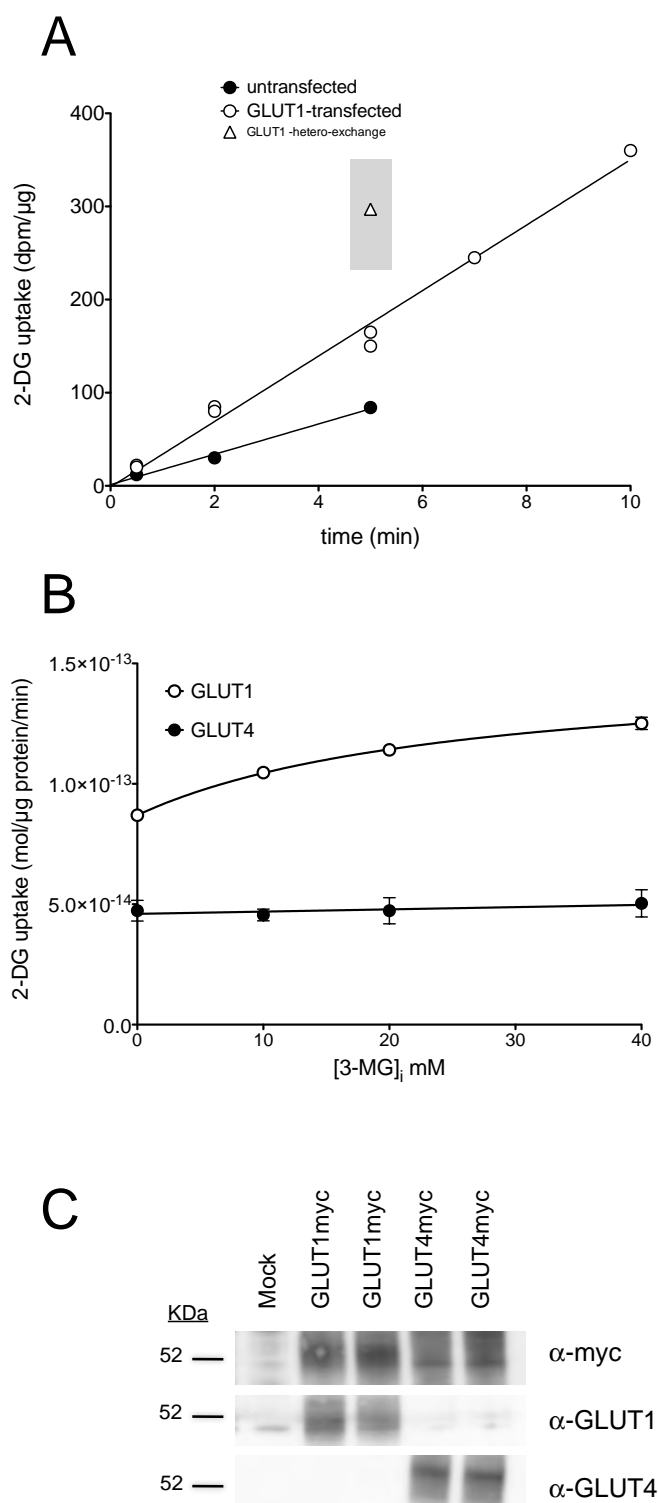 A
untransfected
GLUT1-transfected
GLUT1 -hetero-exchange
400
300
200
100
0
2-DG uptake (dpm/μg)
0 2 4 6 8 10
time (min)
B
1.5×10-13
1.0×10-13
5.0×10-14
0.0
GLUT1
GLUT4
2-DG uptake (mol/μg protein/min)
0 10 20 30 40
[3-MG]i mM
C
Mock
GLUT1myc
GLUT1myc
GLUT4myc
GLUT4myc
KDa
52
α-myc
52
α-GLUT1
52
α-GLUT4